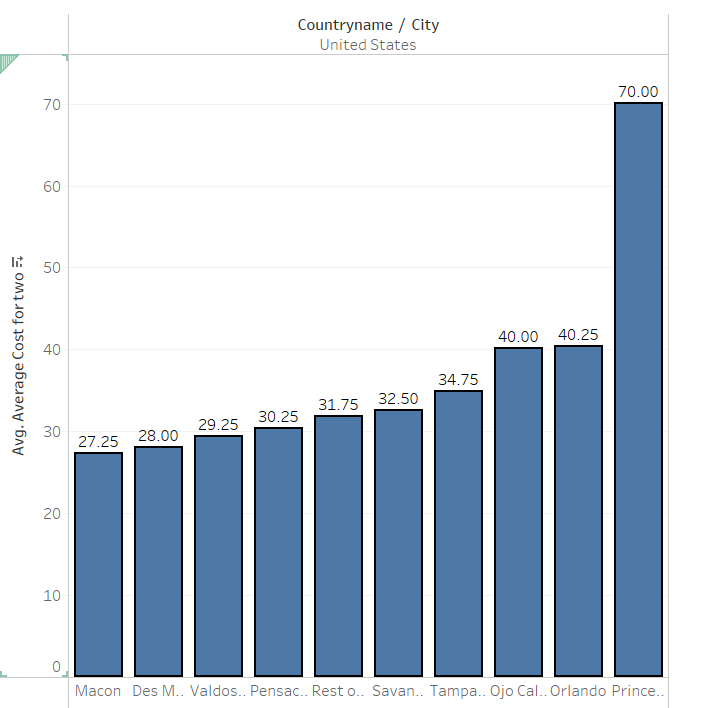 Countryname / City
United States
Avg. Average Cost for two
70
60
50
40
30
20
10
0
27.25
28.00
29.25
30.25
31.75
32.50
34.75
40.00
40.25
70.00
Macon
Des M..
Valdos..
Pensac..
Rest o..
Savan..
Tampa..
Ojo Cal..
Orlando
Prince..